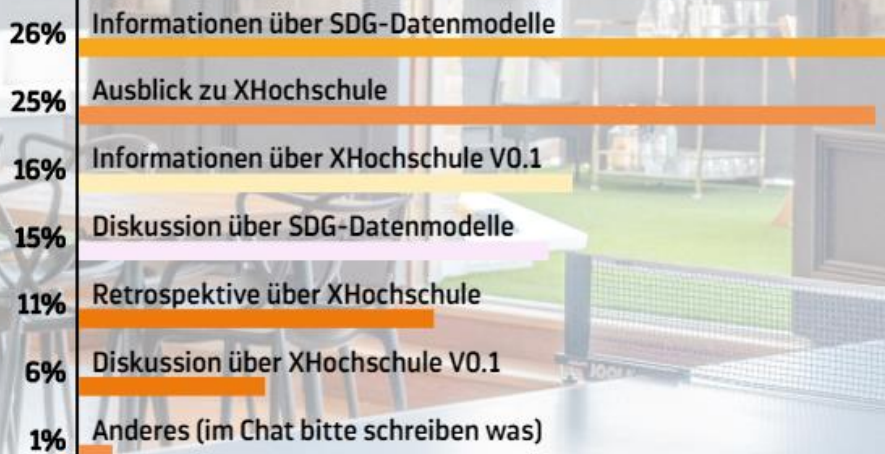 26% Informationen über SDG-Datenmodelle
25% Ausblick zu XHochschule
16% Informationen über XHochschule V0.1
15% Diskussion über SDG-Datenmodelle
11% Retrospektive über XHochschule
6% Diskussion über XHochschule V0.1
1% Anderes (im Chat bitte schreiben was)
JOOLA